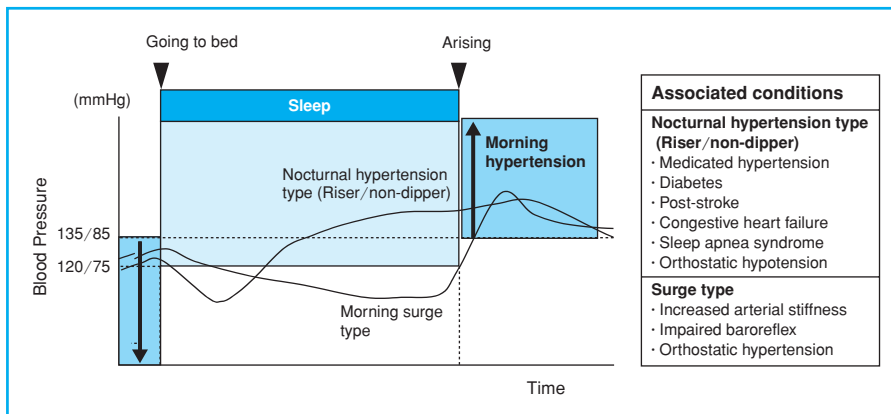 Going to bed
Arising
(mmHg)
Sleep
Morning
hypertension
Nocturnal hypertension
type (Riser/non-dipper)
135/85
120/75
Blood Pressure
Morning surge
type
Time
Associated conditions
Nocturnal hypertension type
(Riser/non-dipper)
· Medicated hypertension
· Diabetes
· Post-stroke
· Congestive heart failure
· Sleep apnea syndrome
· Orthostatic hypotension
Surge type
· Increased arterial stiffness
· Impaired baroreflex
· Orthostatic hypertension